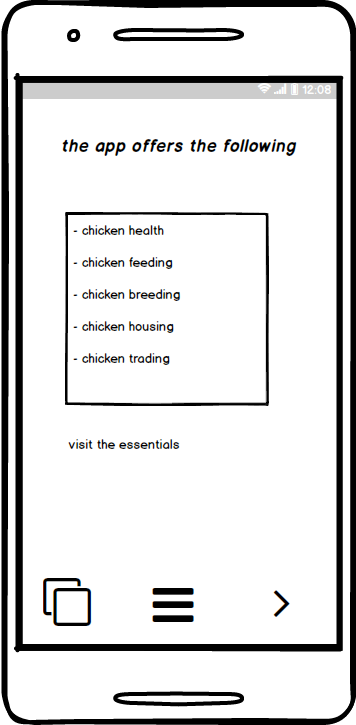 12:08
the app offers the following
- chicken health
- chicken feeding
- chicken breeding
- chicken housing
- chicken trading
visit the essentials